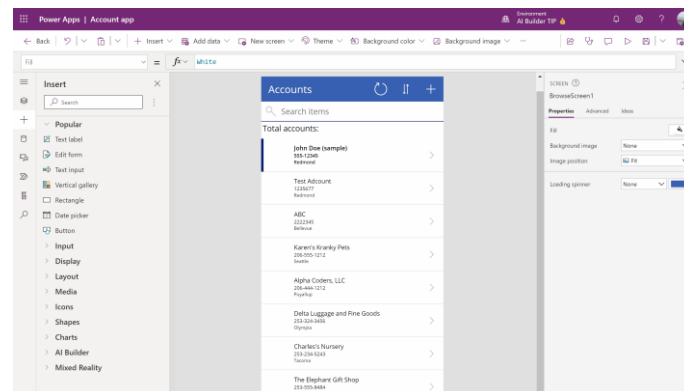 Power Apps | Account app
Environment
AI Builder TIP
?
Back
Insert
Add data
New screen
Theme
Background color
Background image
Fill
=
fx
White
Insert
Search
Popular
Text label
Edit form
Text input
Vertical gallery
Rectangle
Date picker
Button
Input
Display
Layout
Media
Icons
Shapes
Charts
AI Builder
Mixed Reality
Accounts
Search items
Total accounts:
John Doe (sample)
555-12345
Redmond
Test Adcount
1235677
Redmond
ABC
2222345
Bellevue
Karen's Kranky Pets
206-555-1212
Seattle
Alpha Coders, LLC
206-444-1212
Puyallup
Delta Luggage and Fine Goods
253-324-3456
Olympia
Charles's Nursery
253-234-5243
Tacoma
The Elephant Gift Shop
253-555-8484
SCREEN
BrowseScreen1
Properties Advanced Ideas
Fill
Background image None
Image position Fit
Loading spinner None